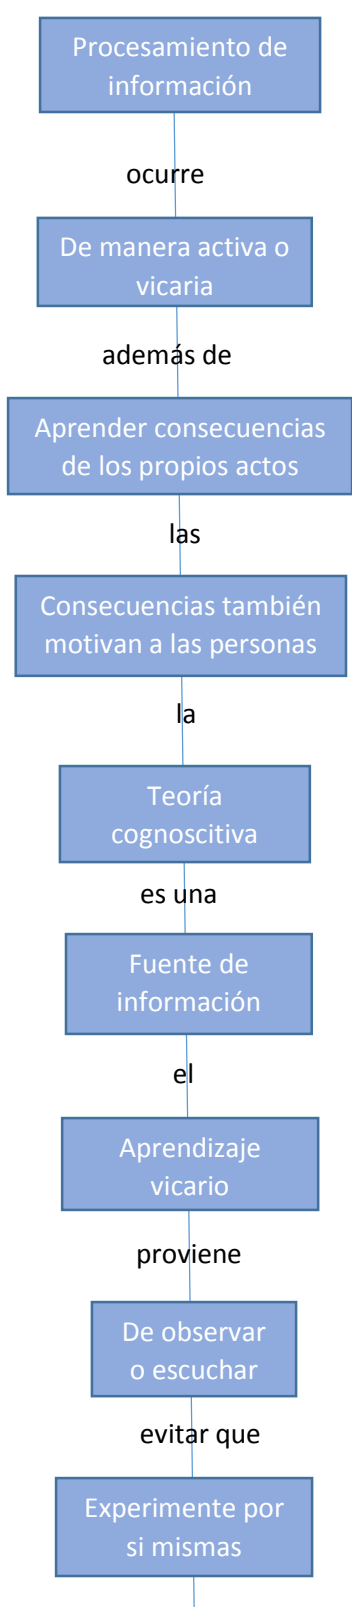 Procesamiento de
información
ocurre
De manera activa o
vicaria
además de
Aprender consecuencias
de los propios actos
las
Consecuencias también
motivan a las personas
la
Teoría
cognoscitiva
es una
Fuente de
información
el
Aprendizaje
vicario
proviene
De observar
o escuchar
evitar que
Experimente por
si mismas